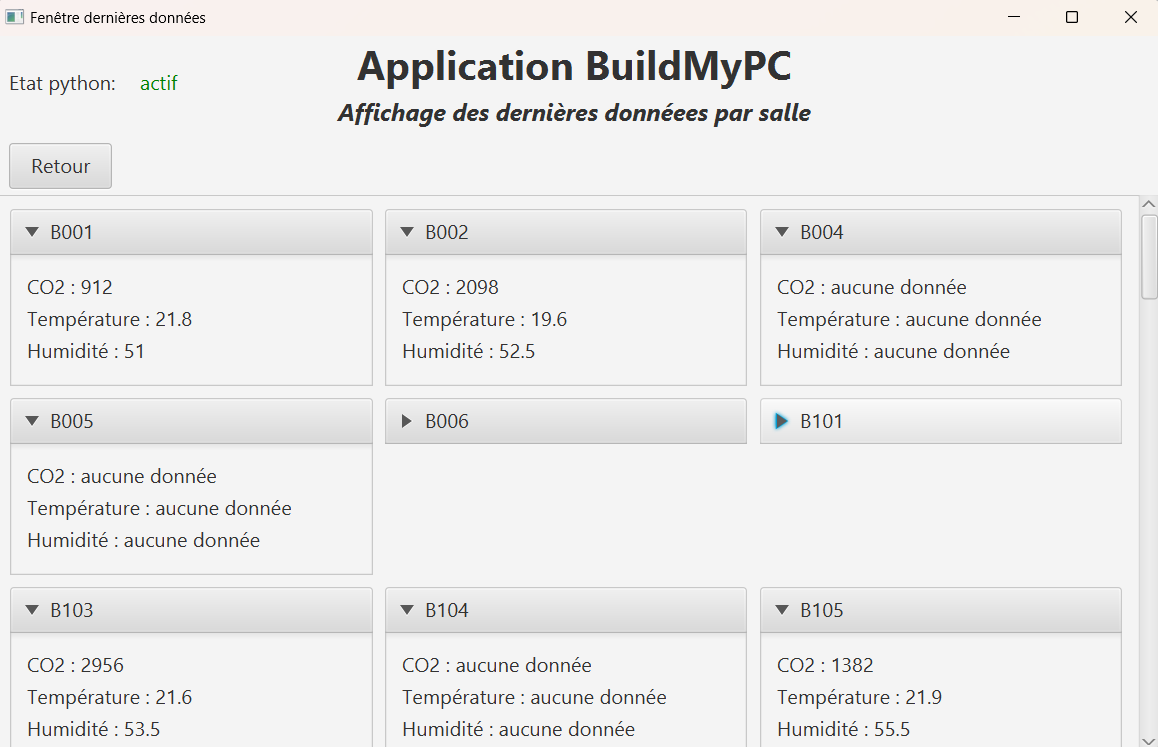 Fenêtre dernières données
Application BuildMyPC
Etat python: actif
Affichage des dernières donnéees par salle
Retour
B001
CO2 : 912
Température : 21.8
Humidité : 51
B002
CO2 : 2098
Température : 19.6
Humidité : 52.5
B004
CO2 : aucune donnée
Température : aucune donnée
Humidité : aucune donnée
B005
CO2 : aucune donnée
Température : aucune donnée
Humidité : aucune donnée
B006
B101
B103
CO2 : 2956
Température : 21.6
Humidité : 53.5
B104
CO2 : aucune donnée
Température : aucune donnée
Humidité : aucune donnée
B105
CO2 : 1382
Température : 21.9
Humidité : 55.5